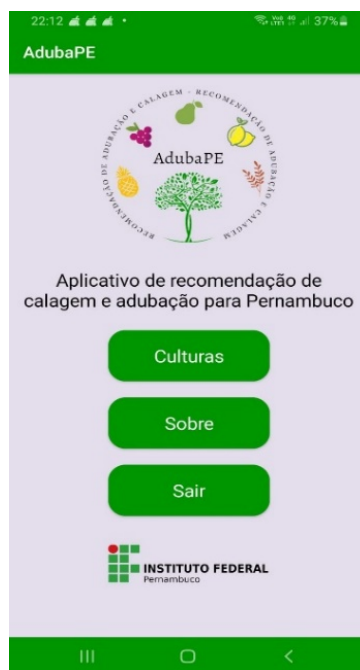 22:12
37%
AdubaPE
RECOMENDAÇÃO DE ADUBAÇÃO E CALAGEM - RECOMENDAÇÃO DE ADUBAÇÃO E CALAGEM
AdubaPE
Aplicativo de recomendação de
calagem e adubação para Pernambuco
Culturas
Sobre
Sair
INSTITUTO FEDERAL
Pernambuco